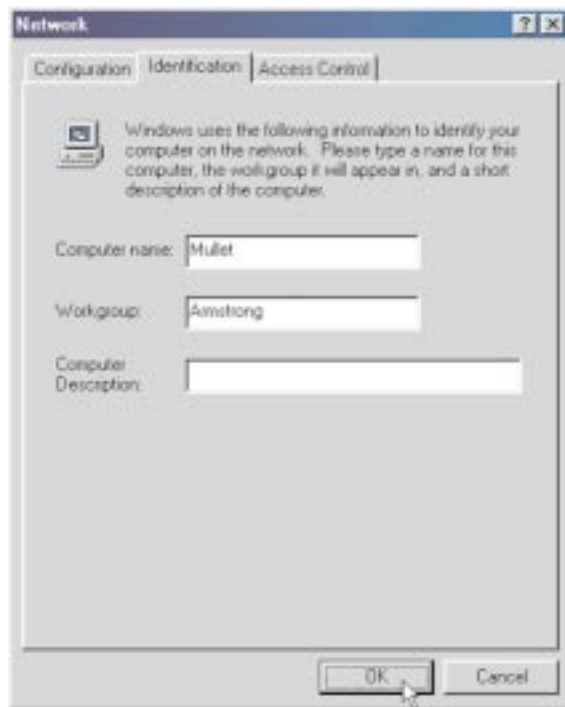 Network
Configuration Identification Access Control
Windows uses the following information to identify your
computer on the network. Please type a name for this
computer, the workgroup it will appear in, and a short
description of the computer.
Computer name: Mullet
Workgroup: Armstrong
Computer
Description:
OK Cancel